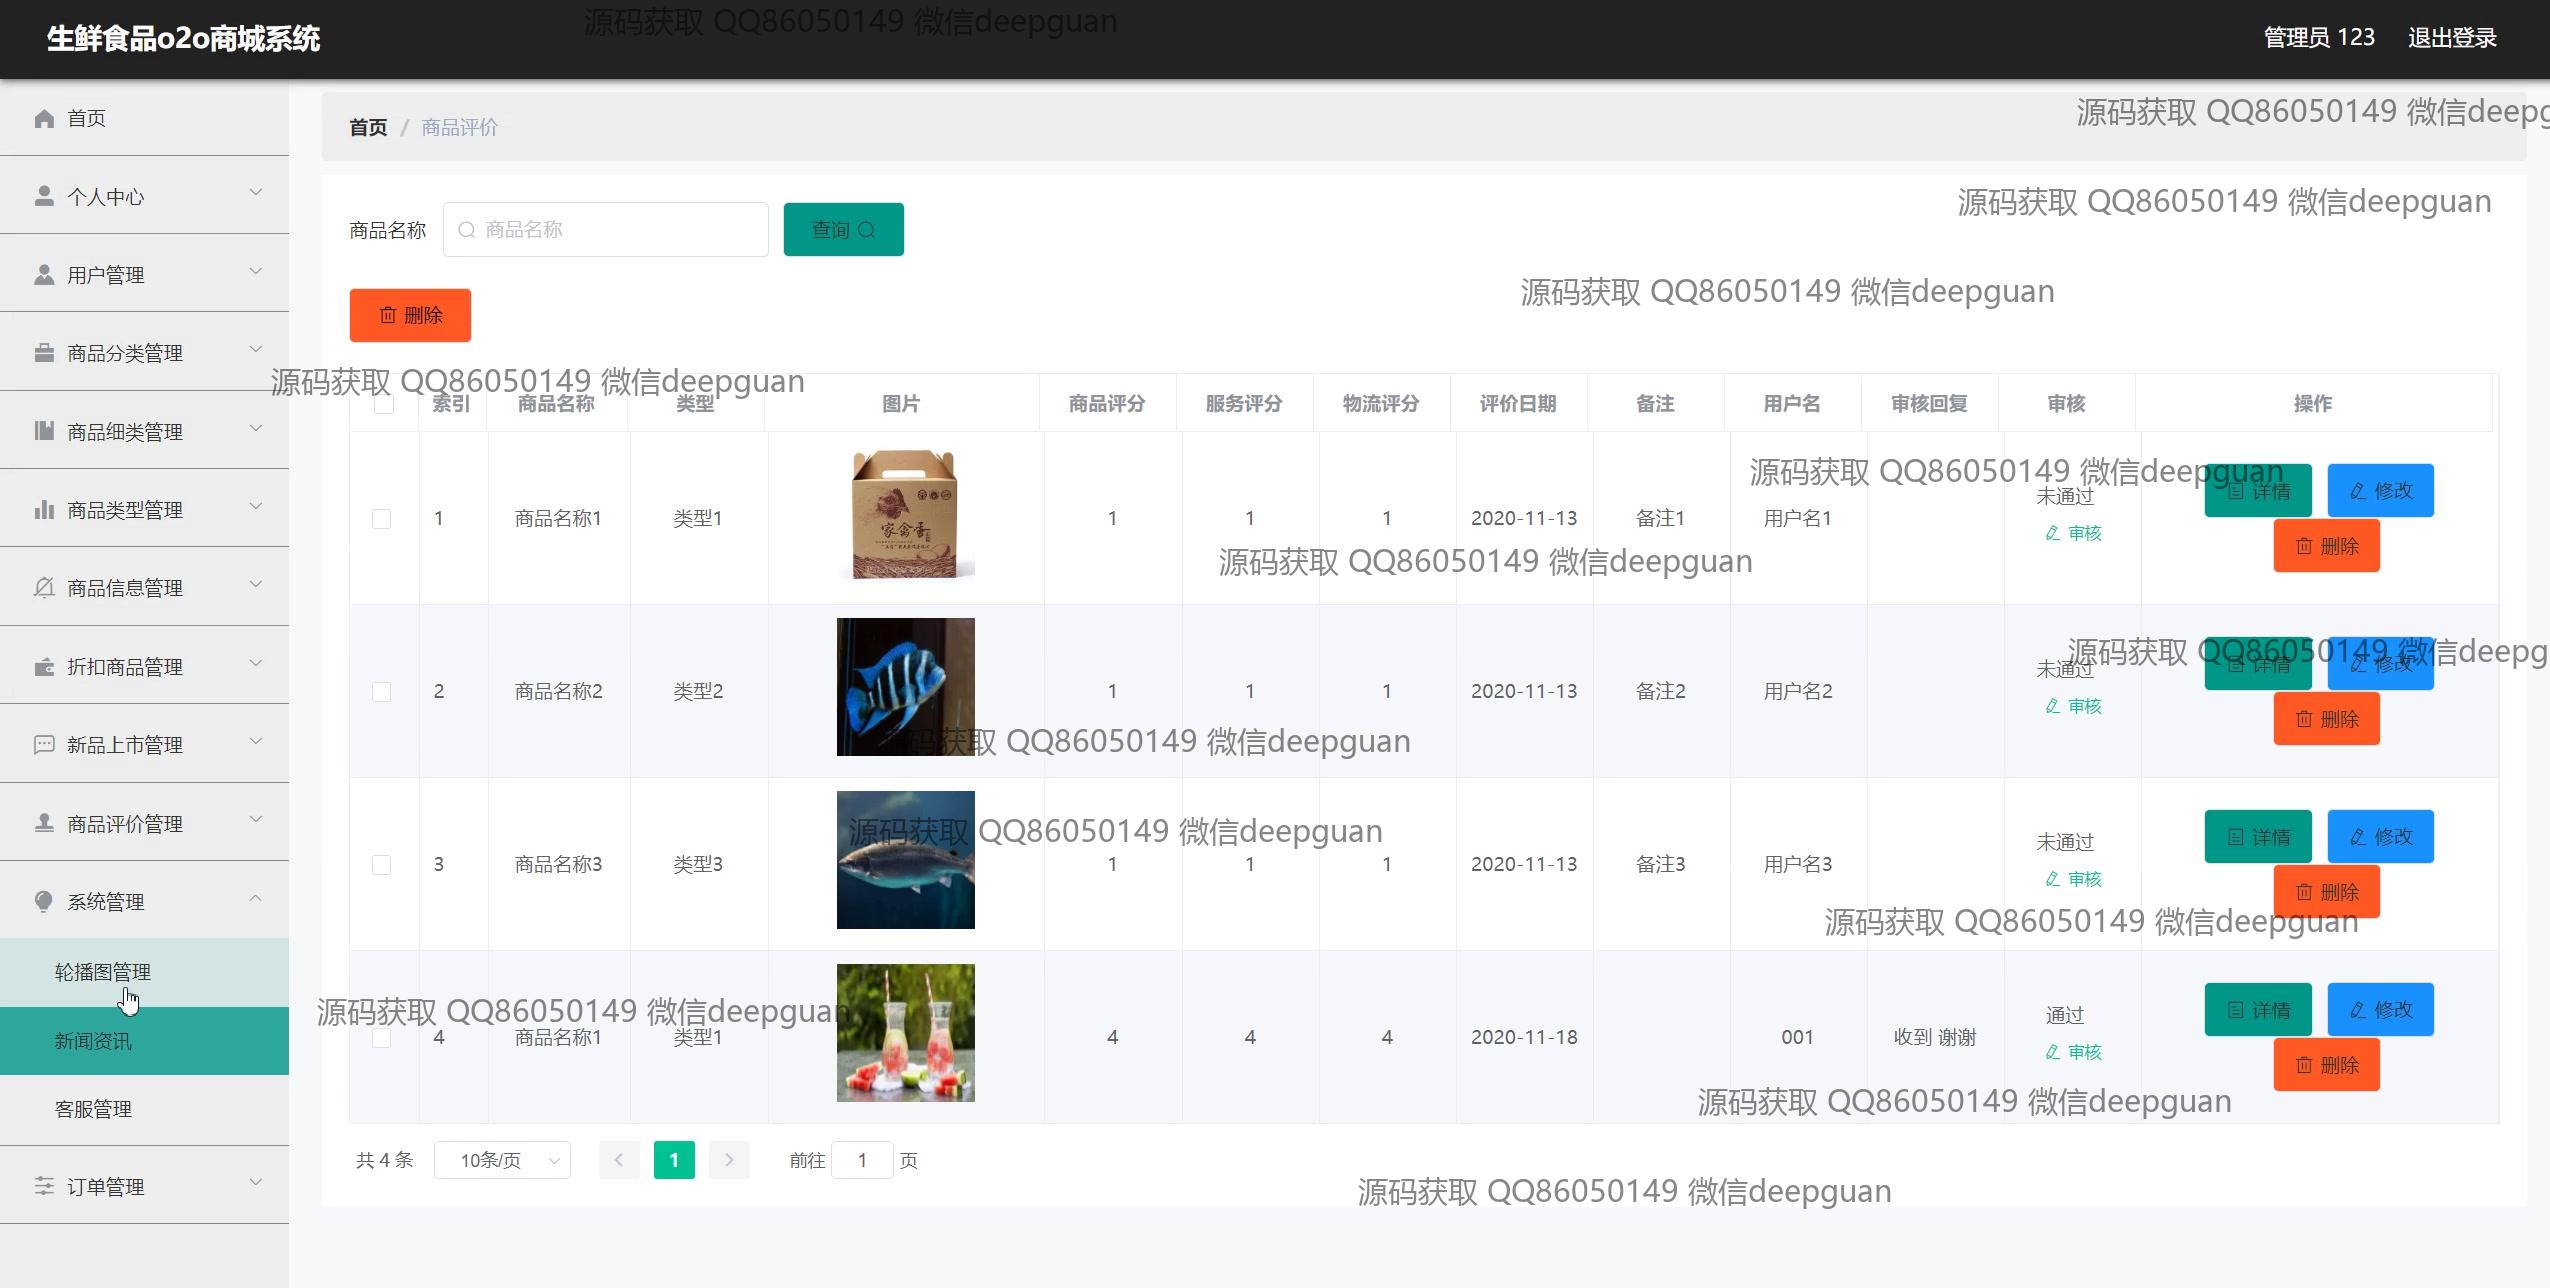 生鲜食品o2o商城系统
源码获取 QQ86050149 微信deepguan
管理员 123
退出登录
首页
个人中心
用户管理
商品分类管理
商品细类管理
商品类型管理
商品信息管理
折扣商品管理
新品上市管理
商品评价管理
系统管理
轮播图管理
新闻资讯
客服管理
订单管理
首页 / 商品评价
源码获取 QQ86050149 微信deepg
源码获取 QQ86050149 微信deepguan
商品名称 商品名称 查询
源码获取 QQ86050149 微信deepguan
删除
源码获取 QQ86050149 微信deepguan
索引 商品名称 类型 图片 商品评分 服务评分 物流评分 评价日期 备注 用户名 审核回复 审核 操作
源码获取 QQ86050149 微信deepguan
家禽蛋
1 商品名称1 类型1 1 1 1 2020-11-13 备注1 用户名1 未通过 审核 详情 修改 删除
源码获取 QQ86050149 微信deepguan
源码获取 QQ86050149 微信deepg
2 商品名称2 类型2 1 1 1 2020-11-13 备注2 用户名2 未通过 审核 详情 修改 删除
码获取 QQ86050149 微信deepguan
源码获取 QQ86050149 微信deepguan
3 商品名称3 类型3 1 1 1 2020-11-13 备注3 用户名3 未通过 审核 详情 修改 删除
源码获取 QQ86050149 微信deepguan
源码获取 QQ86050149 微信deepguan
4 商品名称1 类型1 4 4 4 2020-11-18 001 收到 谢谢 通过 审核 详情 修改 删除
源码获取 QQ86050149 微信deepguan
共 4 条 10条/页 1 前往 1 页
源码获取 QQ86050149 微信deepguan